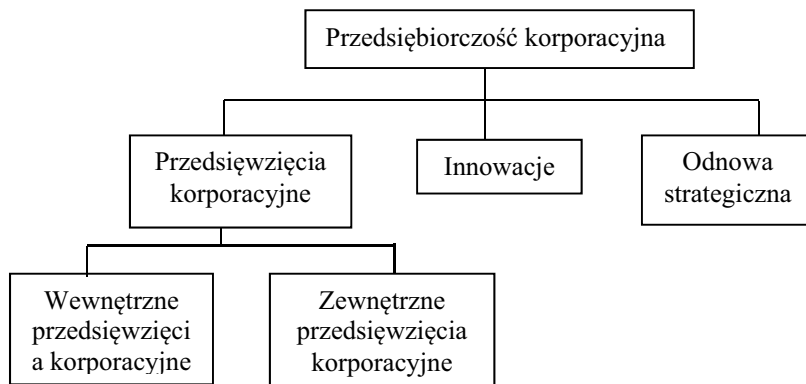 Przedsiębiorczość korporacyjna
Przedsięwzięcia
korporacyjne
Innowacje
Odnowa
strategiczna
Wewnętrzne
przedsięwzięci
a korporacyjne
Zewnętrzne
przedsięwzięcia
korporacyjne